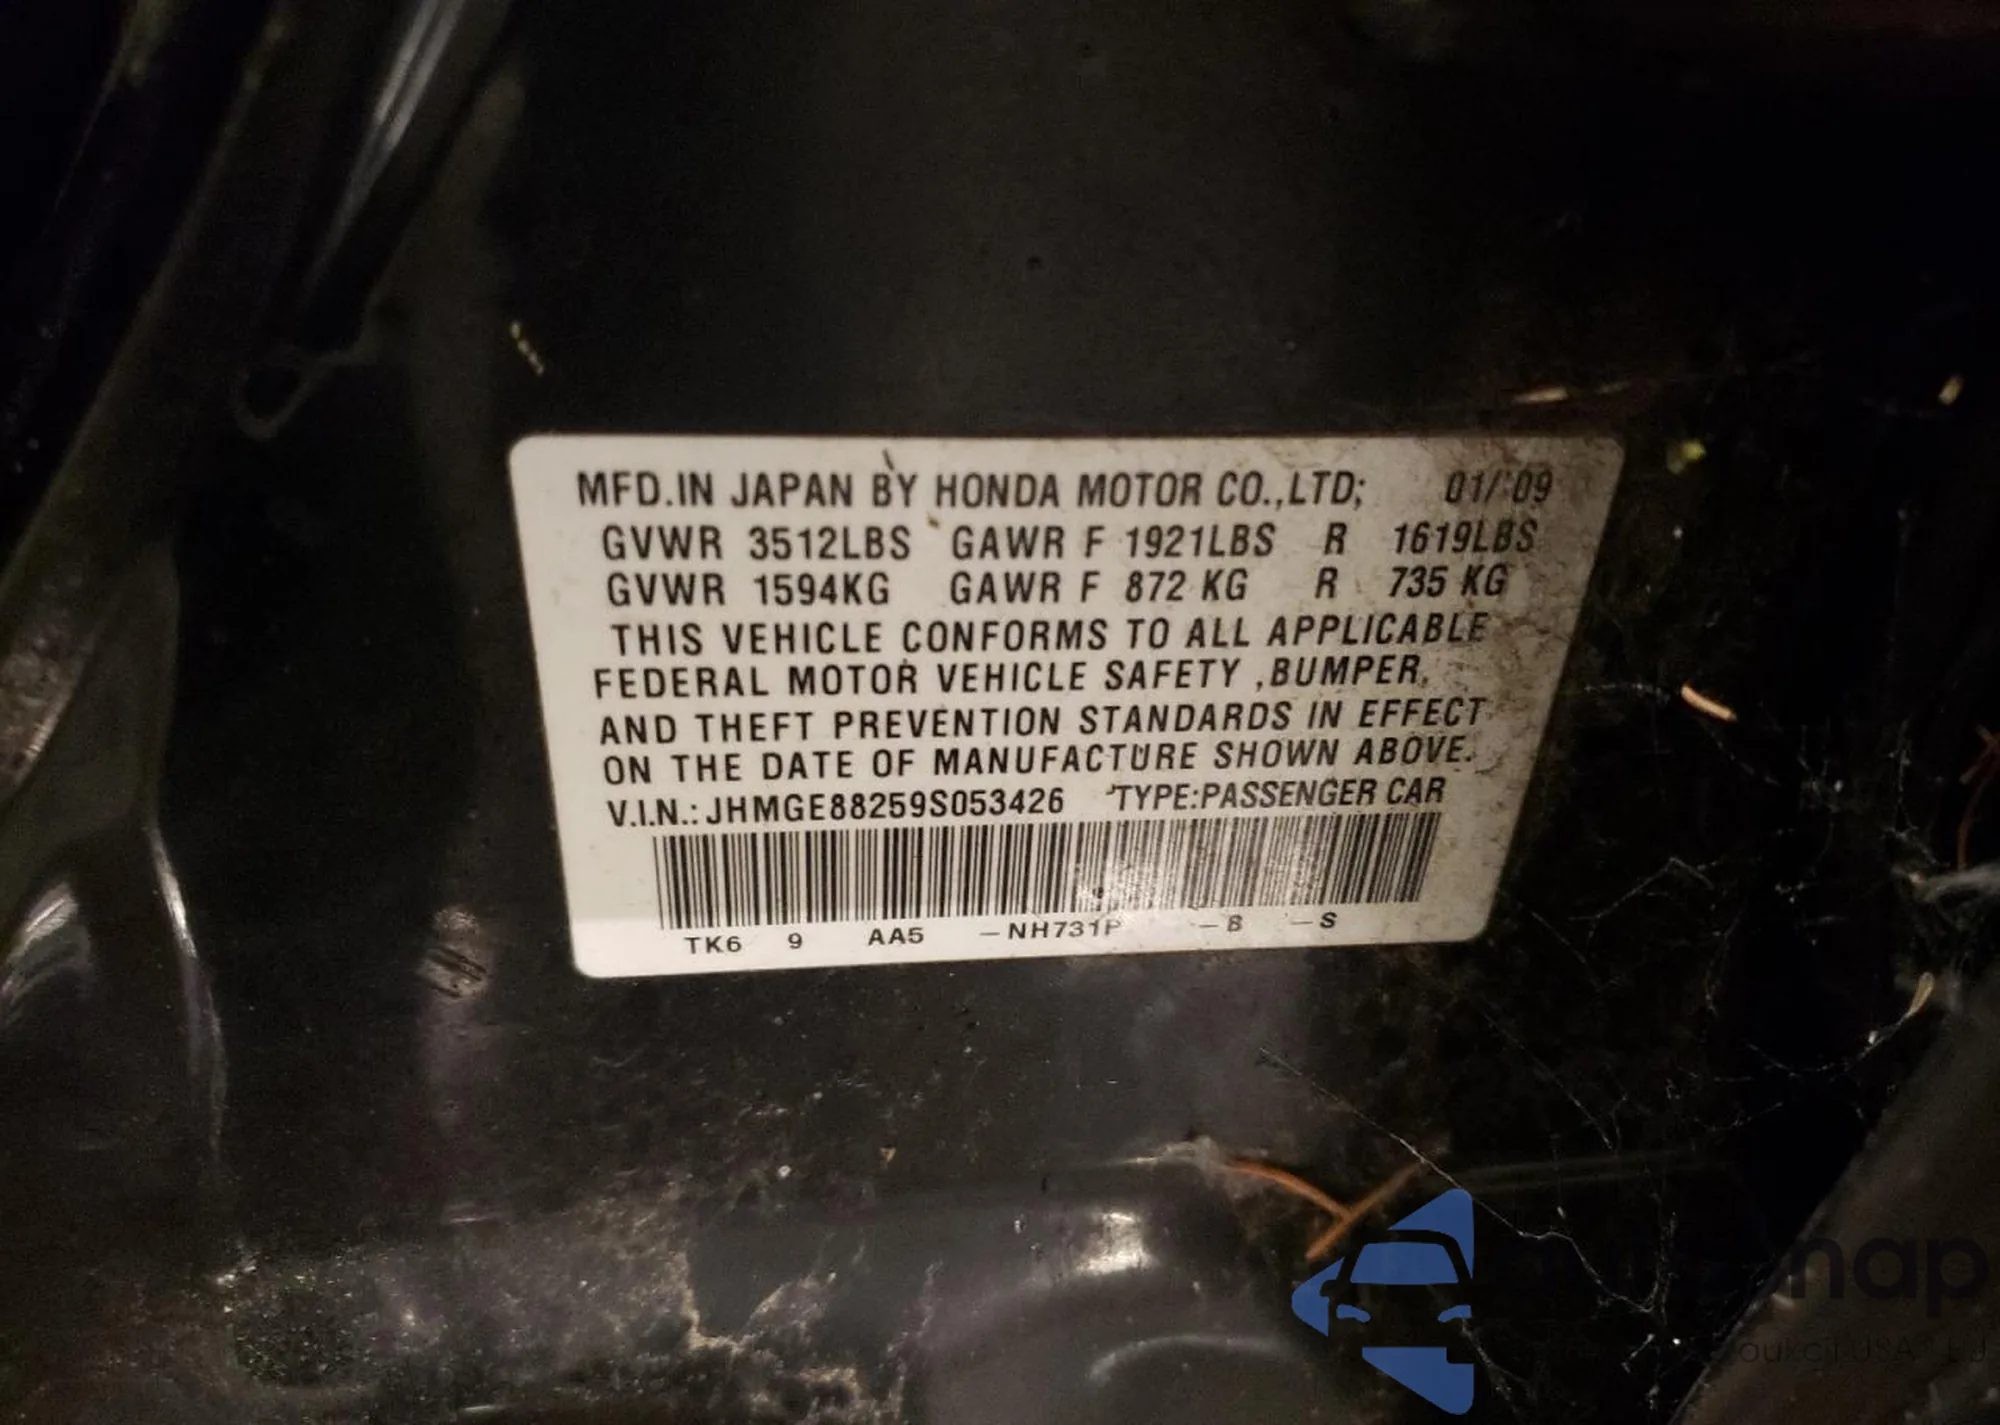 MFD.IN JAPAN BY HONDA MOTOR CO.,LTD; 01/'09
GVWR 3512LBS GAWR F 1921LBS R 1619LBS
GVWR 1594KG GAWR F 872 KG R 735 KG
THIS VEHICLE CONFORMS TO ALL APPLICABLE
FEDERAL MOTOR VEHICLE SAFETY ,BUMPER,
AND THEFT PREVENTION STANDARDS IN EFFECT
ON THE DATE OF MANUFACTURE SHOWN ABOVE.
V.I.N.: JHMGE88259S053426 TYPE:PASSENGER CAR
TK6 9 AA5 -NH731P -B -S